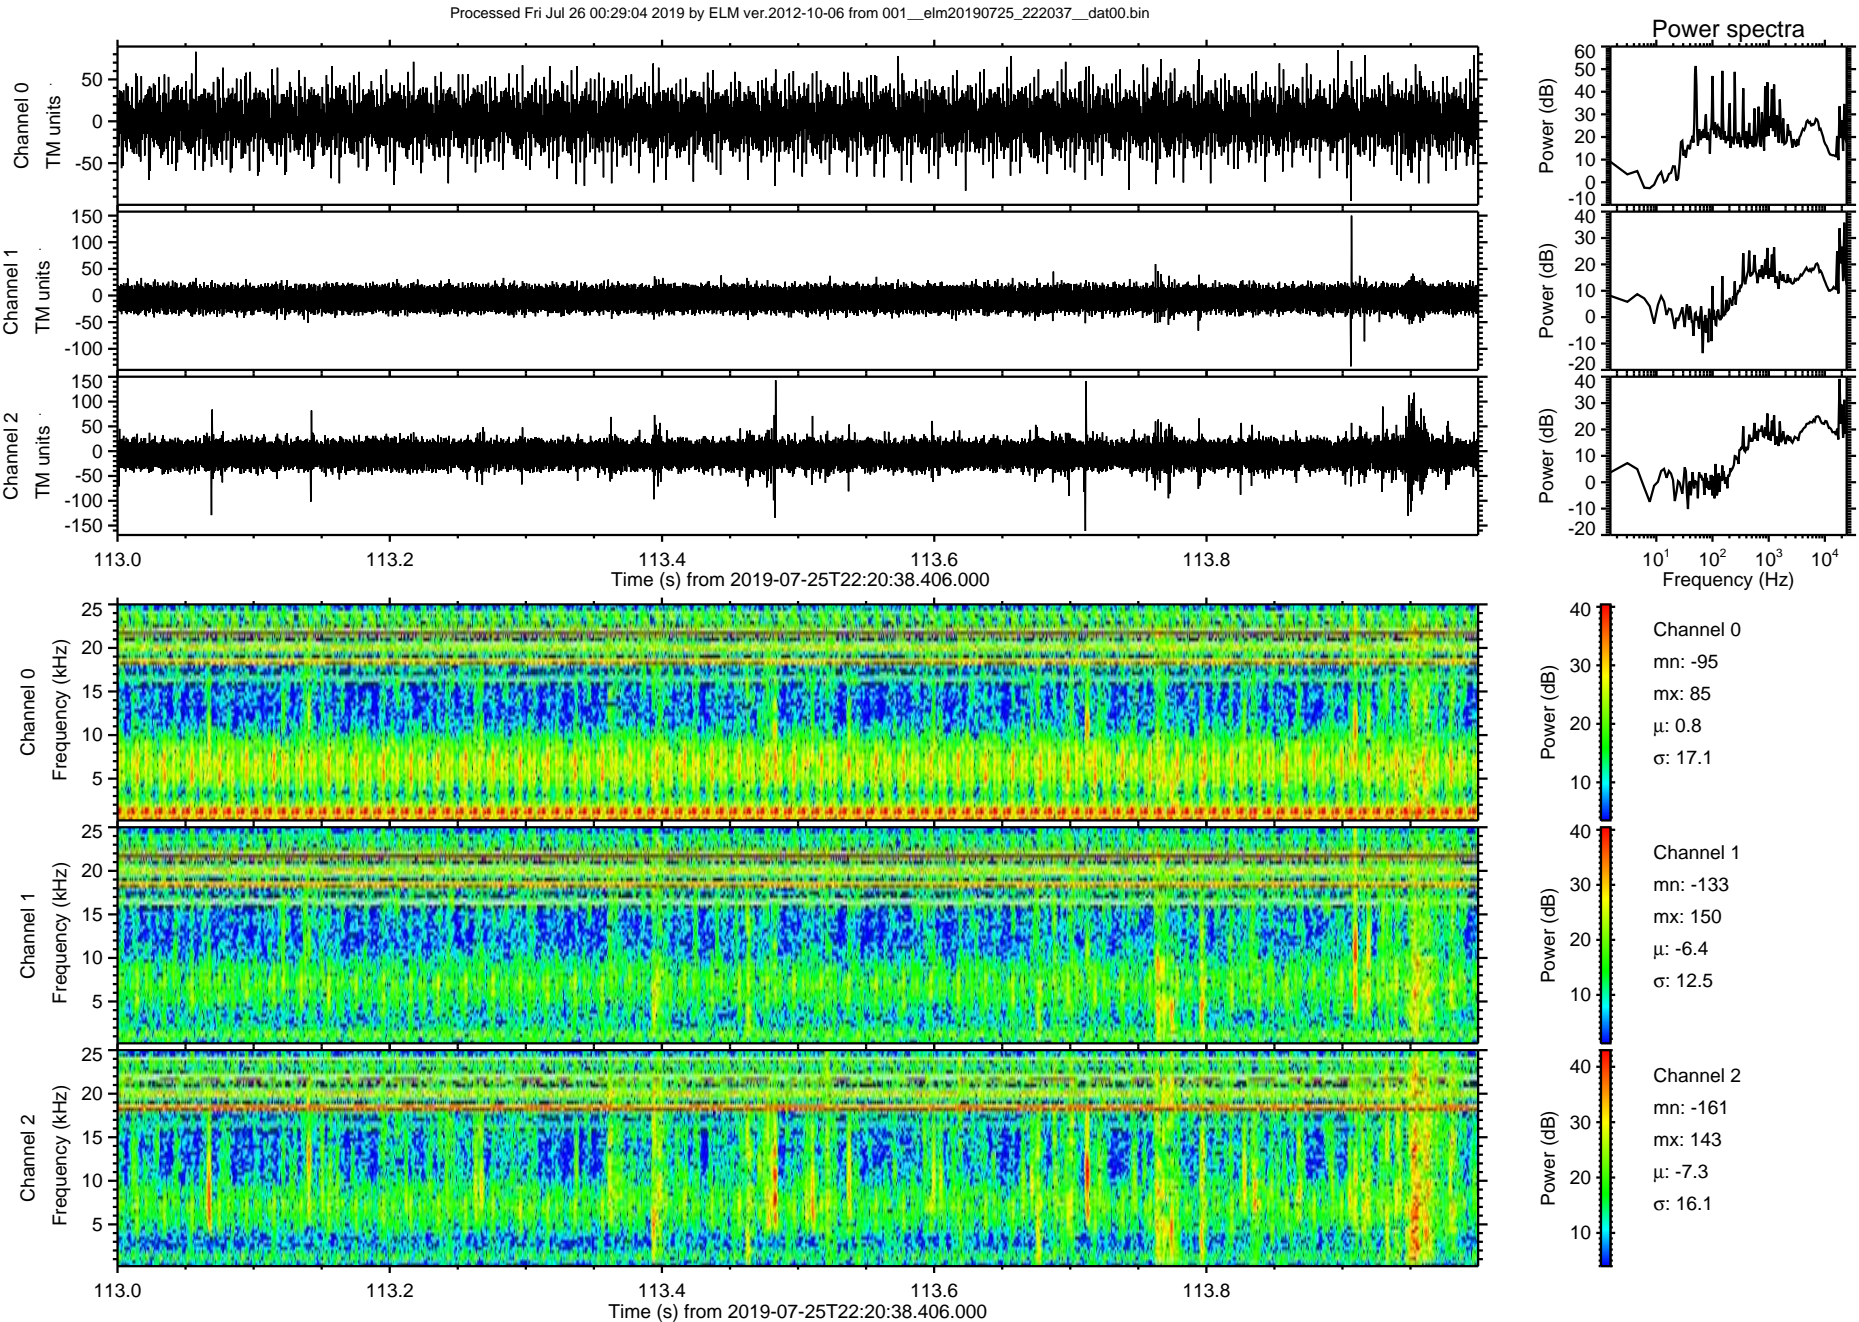 Processed Fri Jul 26 00:29:04 2019 by ELM ver.2012-10-06 from 001__elm20190725_222037__dat00.bin
Power spectra
Channel 0
TM units
50
0
-50
Power (dB)
60
50
40
30
20
10
0
-10
Channel 1
TM units
150
100
50
0
-50
-100
Power (dB)
40
30
20
10
0
-10
-20
Channel 2
TM units
150
100
50
0
-50
-100
-150
Power (dB)
40
30
20
10
0
-10
-20
113.0 113.2 113.4 113.6 113.8
Time (s) from 2019-07-25T22:20:38.406.000
10¹ 10² 10³ 10⁴
Frequency (Hz)
Channel 0
Frequency (kHz)
25
20
15
10
5
Power (dB)
40
30
20
10
Channel 0
mn: -95
mx: 85
µ: 0.8
σ: 17.1
Channel 1
Frequency (kHz)
25
20
15
10
5
Power (dB)
40
30
20
10
Channel 1
mn: -133
mx: 150
µ: -6.4
σ: 12.5
Channel 2
Frequency (kHz)
25
20
15
10
5
Power (dB)
40
30
20
10
Channel 2
mn: -161
mx: 143
µ: -7.3
σ: 16.1
113.0 113.2 113.4 113.6 113.8
Time (s) from 2019-07-25T22:20:38.406.000